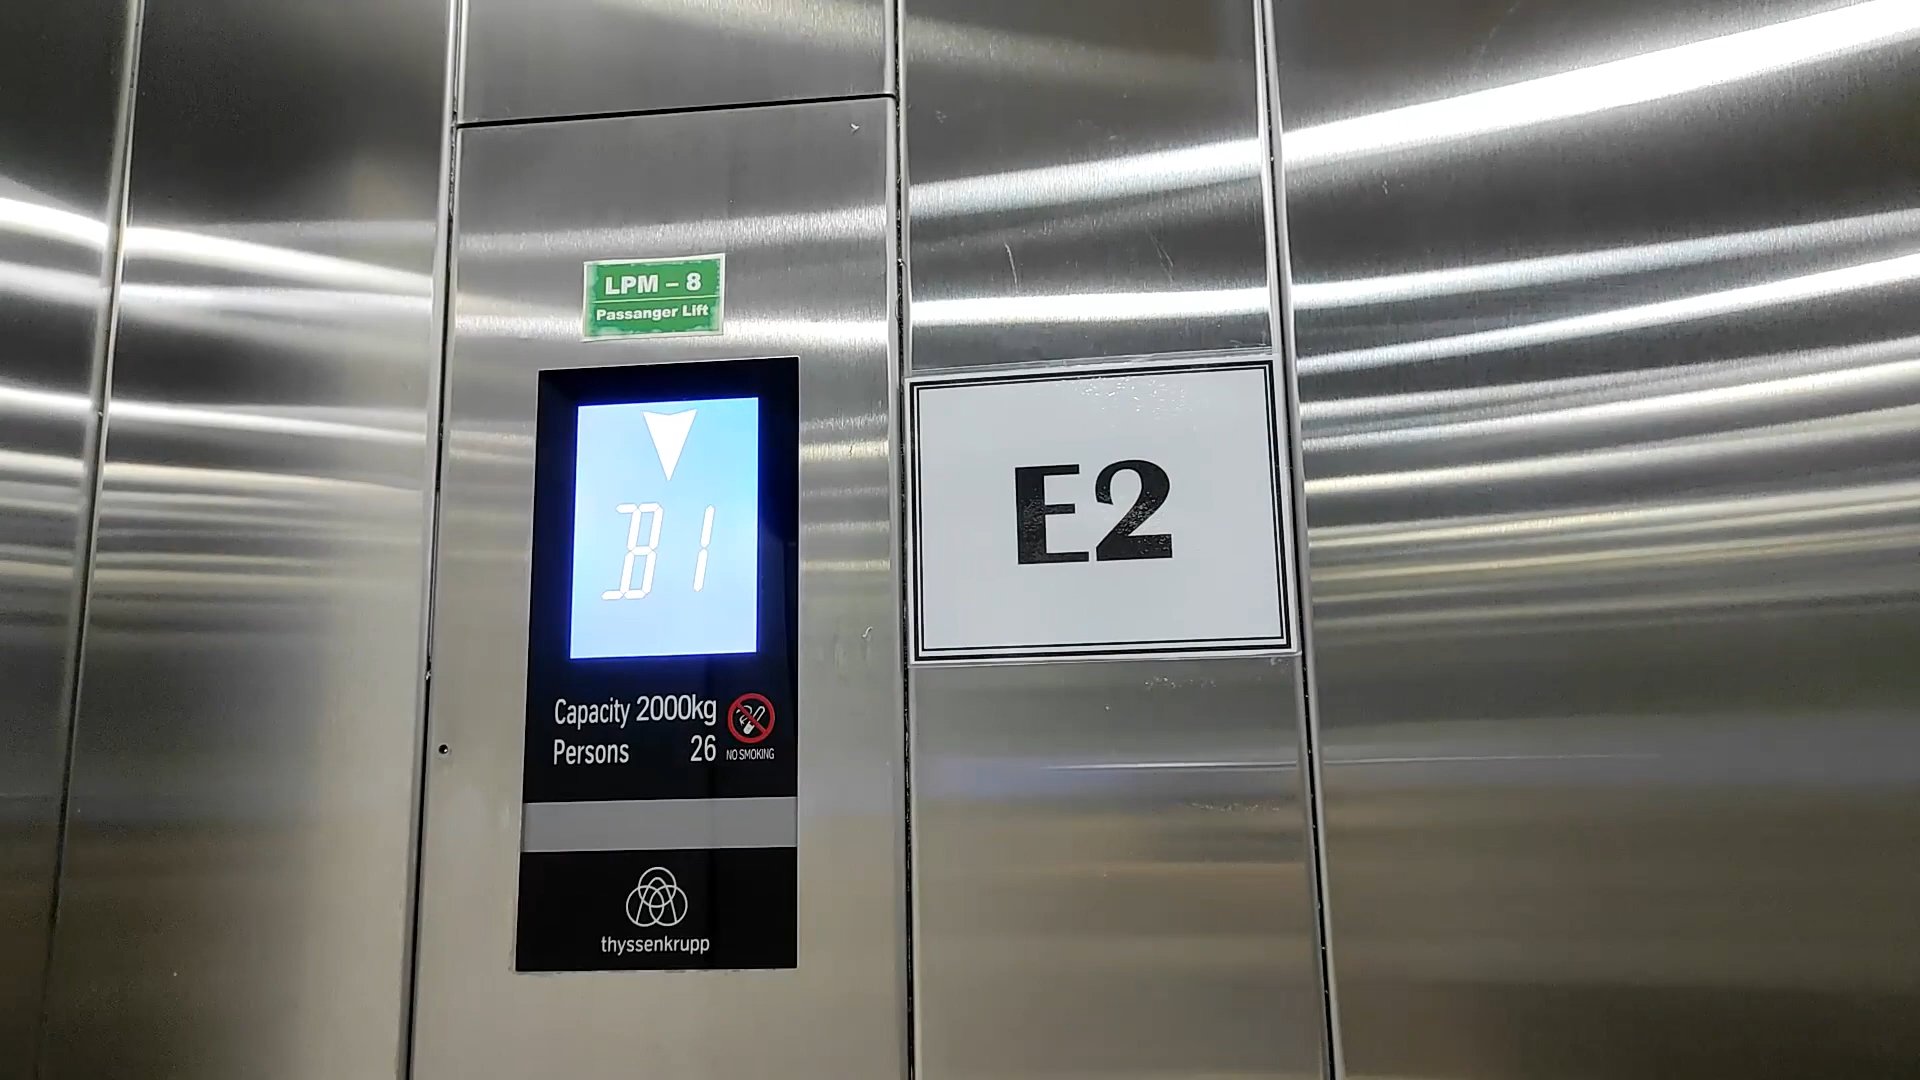 LPM – 8
Passanger Lift
B1
Capacity 2000kg
Persons 26
NO SMOKING
thyssenkrupp
E2